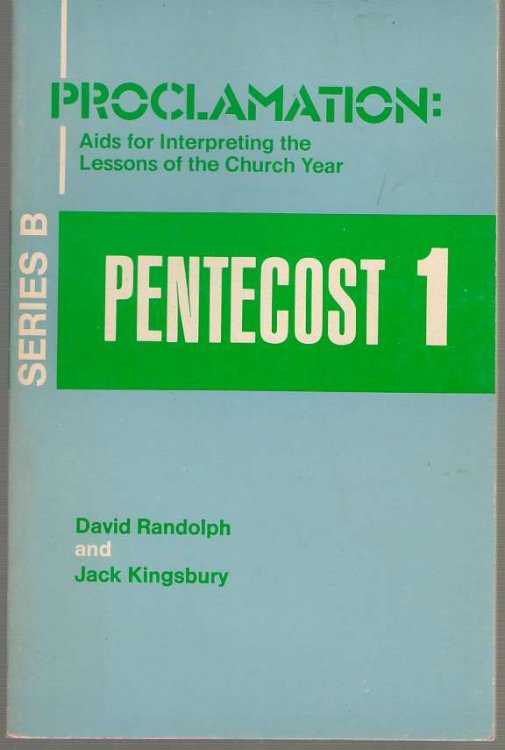 PROCLAMATION:
Aids for Interpreting the
Lessons of the Church Year
SERIES B
PENTECOST 1
David Randolph
and
Jack Kingsbury